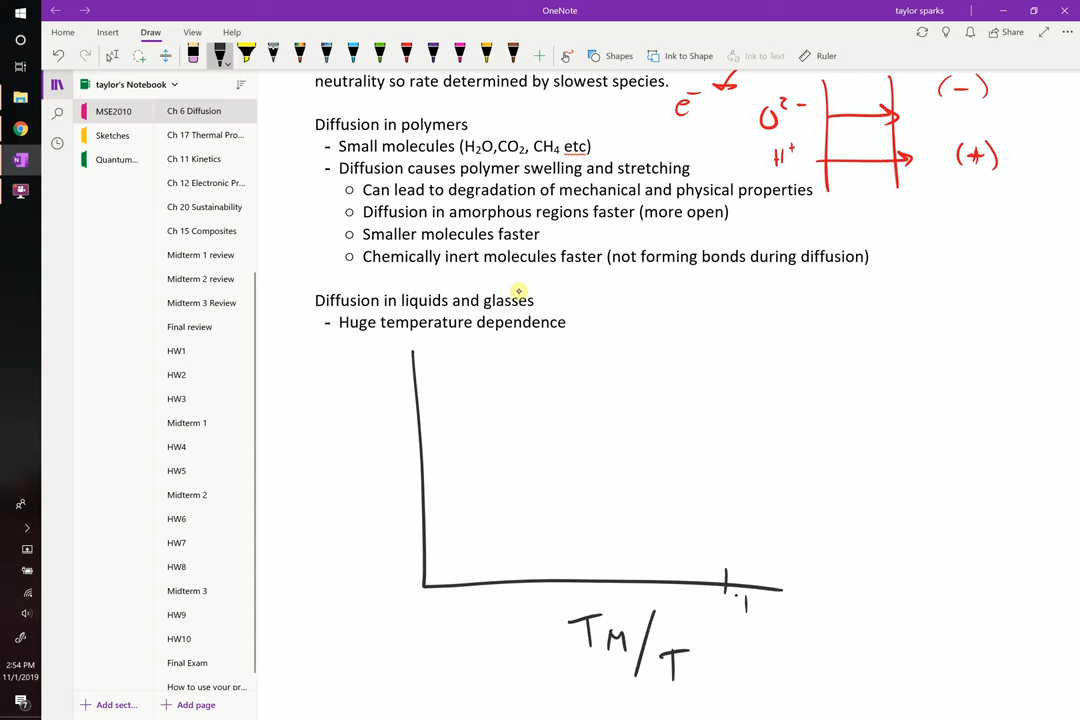 OneNote
taylor sparks
Home Insert Draw View Help
Share
Shapes Ink to Shape Ink to Text Ruler
taylor's Notebook
MSE2010
Sketches
Quantum...
Ch 6 Diffusion
Ch 17 Thermal Pro...
Ch 11 Kinetics
Ch 12 Electronic Pr...
Ch 20 Sustainability
Ch 15 Composites
Midterm 1 review
Midterm 2 review
Midterm 3 Review
Final review
HW1
HW2
HW3
Midterm 1
HW4
HW5
Midterm 2
HW6
HW7
HW8
Midterm 3
HW9
HW10
Final Exam
How to use your pr...
+ Add sect...
+ Add page
neutrality so rate determined by slowest species.
e⁻
O²⁻
(-)
H⁺
(+)
Diffusion in polymers
- Small molecules (H₂O,CO₂, CH₄ etc)
- Diffusion causes polymer swelling and stretching
o Can lead to degradation of mechanical and physical properties
o Diffusion in amorphous regions faster (more open)
o Smaller molecules faster
o Chemically inert molecules faster (not forming bonds during diffusion)
Diffusion in liquids and glasses
- Huge temperature dependence
.1
TM/T
2:54 PM
11/1/2019
7